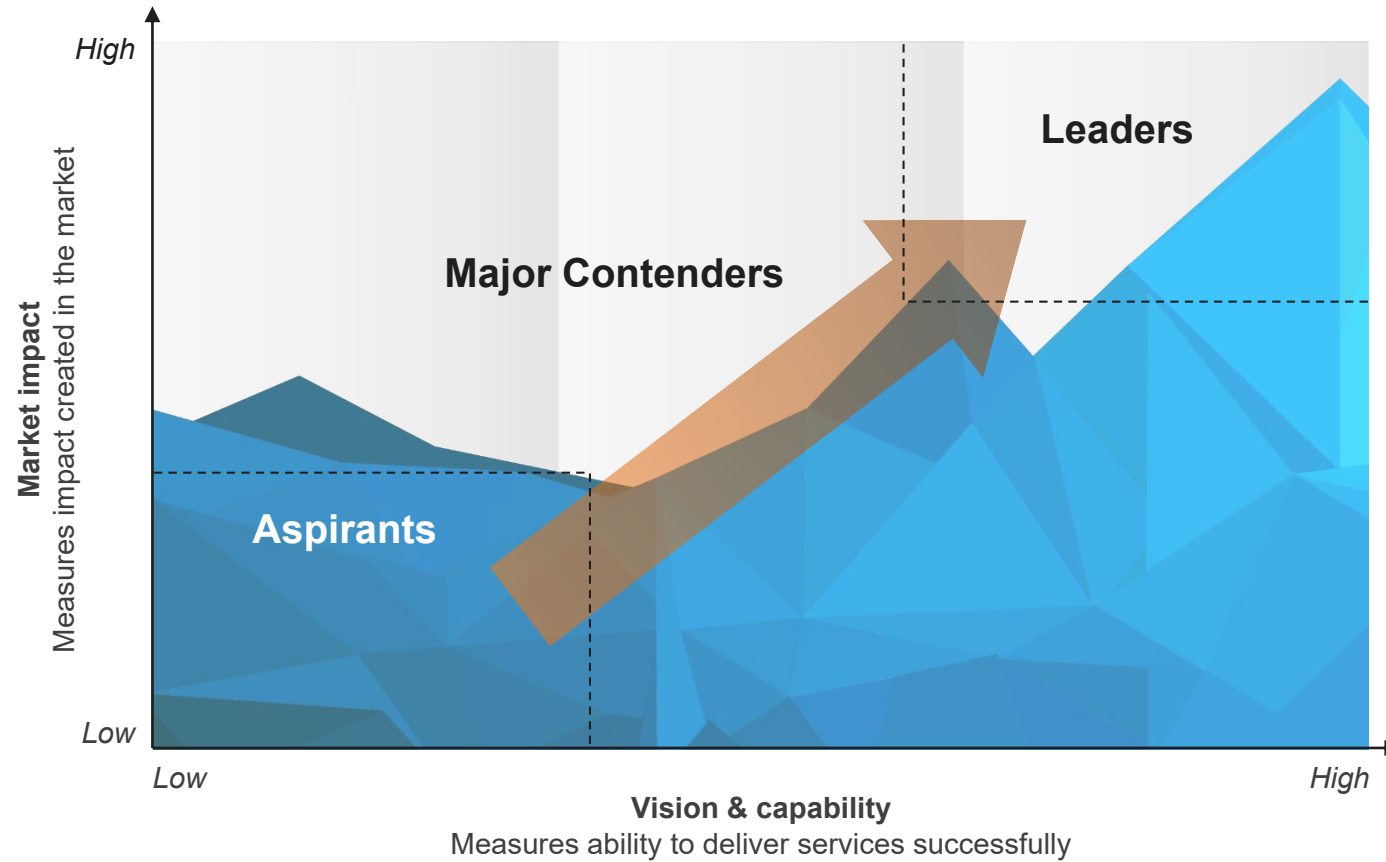 High
Leaders
Major Contenders
Market impact
Measures impact created in the market
Aspirants
Low
Low
High
Vision & capability
Measures ability to deliver services successfully